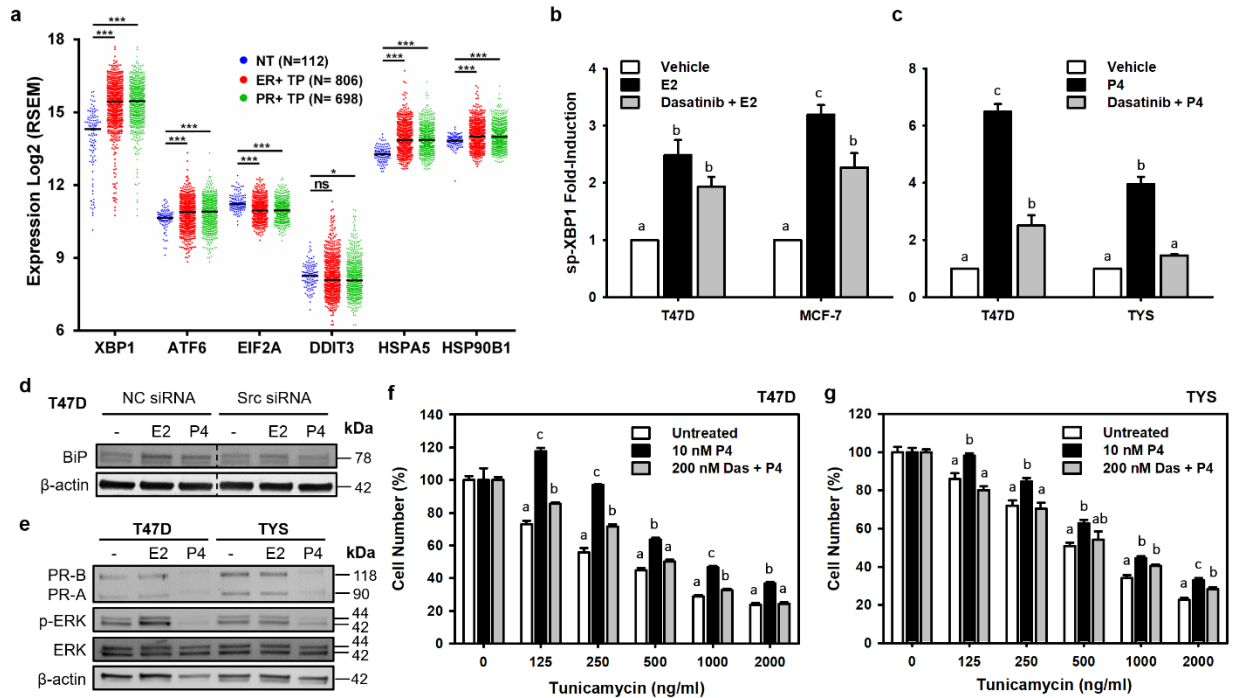 a
Expression Log2 (RSEM)
18
15
12
9
6
NT (N=112)
ER+ TP (N= 806)
PR+ TP (N= 698)
***
***
***
***
***
***
*
ns
***
***
***
***
XBP1 ATF6 EIF2A DDIT3 HSPA5 HSP90B1
b
sp-XBP1 Fold-Induction
4
3
2
1
0
Vehicle
E2
Dasatinib + E2
a b b a c b
T47D MCF-7
c
8
6
4
2
0
Vehicle
P4
Dasatinib + P4
a c b a b a
T47D TYS
d
T47D NC siRNA Src siRNA
- E2 P4 - E2 P4 kDa
BiP 78
β-actin 42
e
T47D TYS
- E2 P4 - E2 P4 kDa
PR-B 118
PR-A 90
p-ERK 44
42
ERK 44
42
β-actin 42
f
T47D
Cell Number (%)
140
120
100
80
60
40
20
0
Untreated
10 nM P4
200 nM Das + P4
a c b a c b a b a a c b a b a
0 125 250 500 1000 2000
Tunicamycin (ng/ml)
g
TYS
Cell Number (%)
120
100
80
60
40
20
0
Untreated
10 nM P4
200 nM Das + P4
a b a a b a a b ab a b b a c b
0 125 250 500 1000 2000
Tunicamycin (ng/ml)